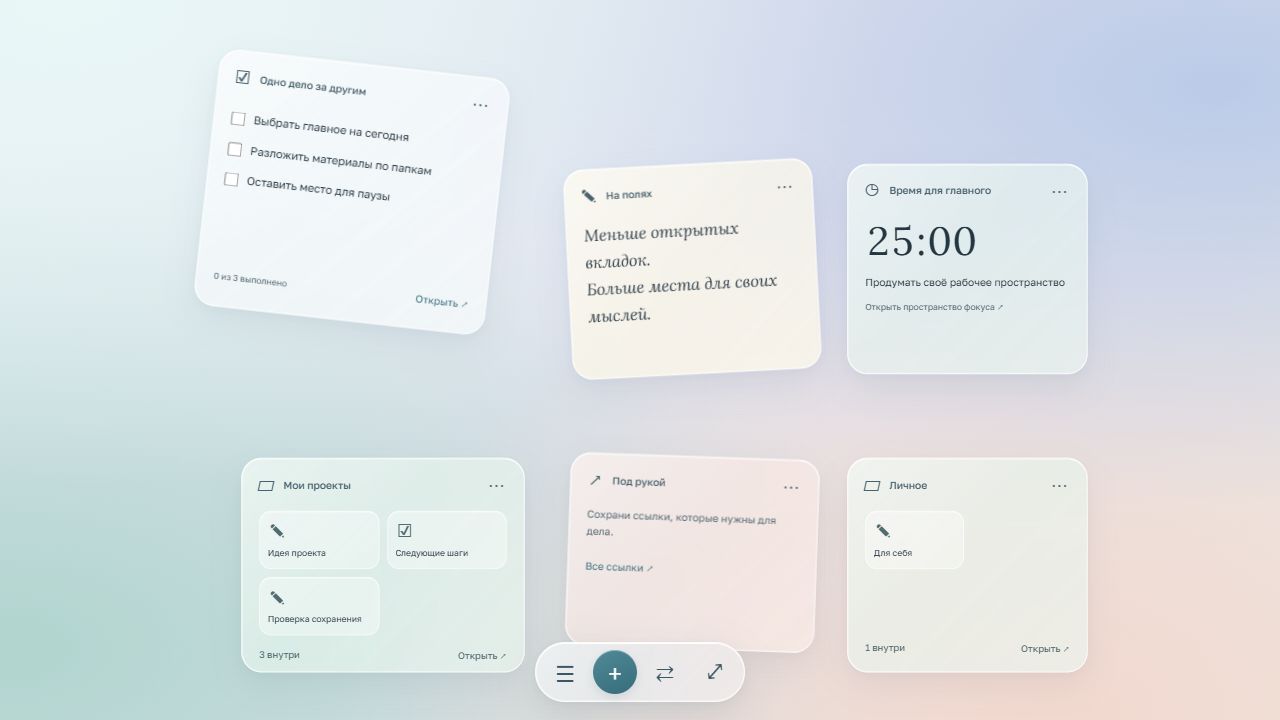 Одно дело за другим
Выбрать главное на сегодня
Разложить материалы по папкам
Оставить место для паузы
0 из 3 выполнено
Открыть ↗
На полях
Меньше открытых
вкладок.
Больше места для своих
мыслей.
Время для главного
25:00
Продумать своё рабочее пространство
Открыть пространство фокуса ↗
Мои проекты
Идея проекта
Следующие шаги
Проверка сохранения
3 внутри
Открыть ↗
Под рукой
Сохрани ссылки, которые нужны для
дела.
Все ссылки ↗
Личное
Для себя
1 внутри
Открыть ↗